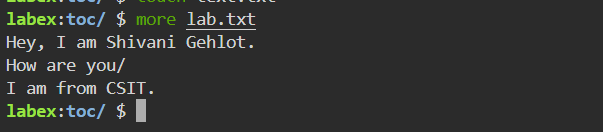 labex:toc/ $ more lab.txt
Hey, I am Shivani Gehlot.
How are you/
I am from CSIT.
labex:toc/ $